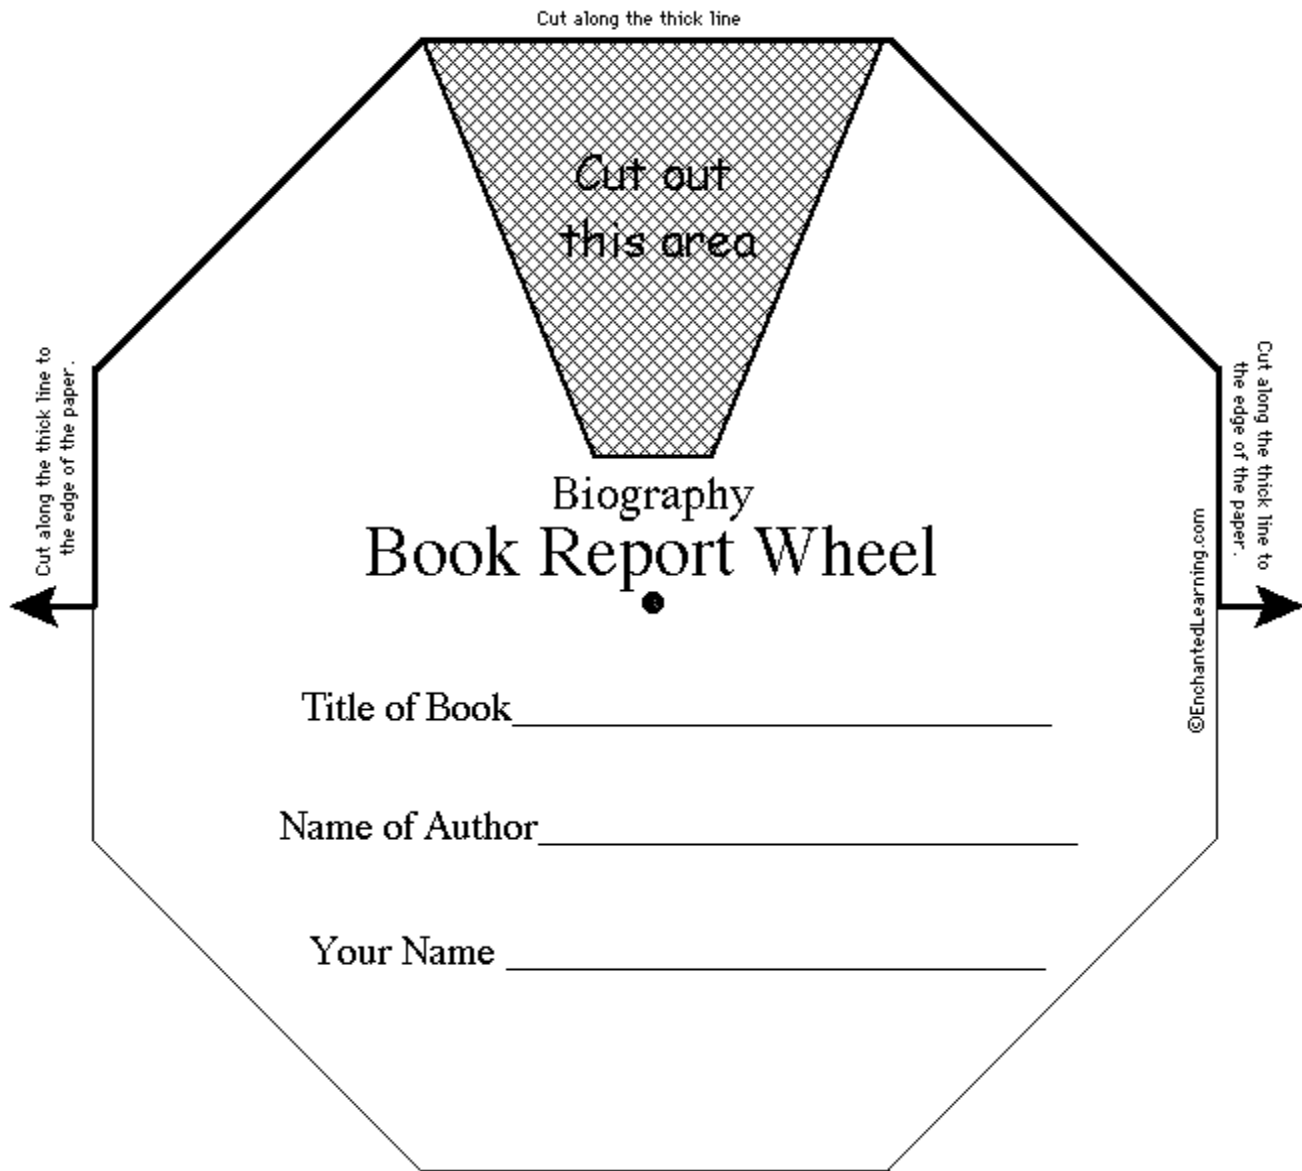 Cut along the thick line
Cut out
this area
Cut along the thick line to
the edge of the paper.
Cut along the thick line to
the edge of the paper.
Biography
Book Report Wheel
©EnchantedLearning.com
Title of Book
Name of Author
Your Name